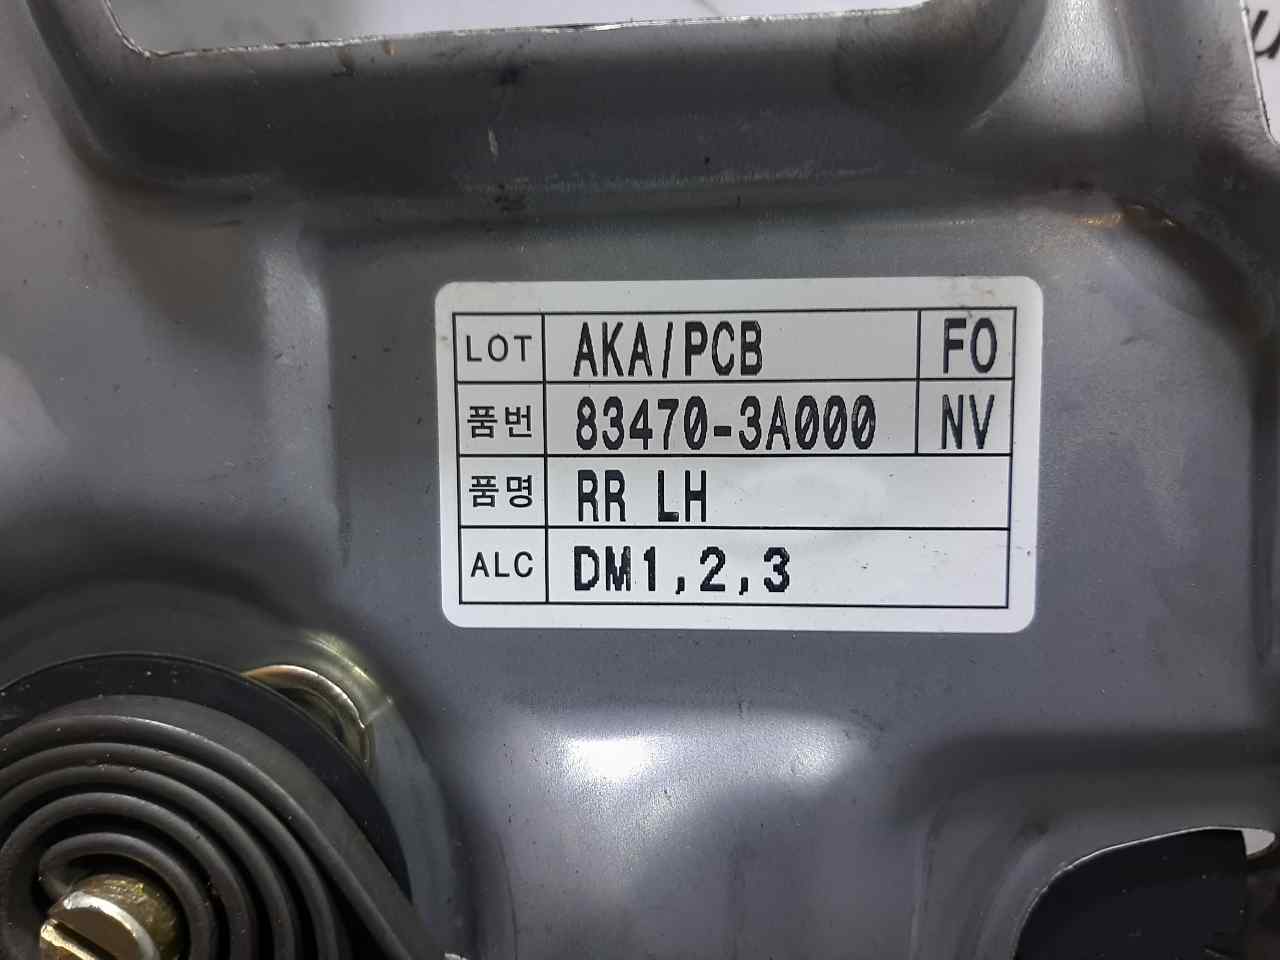 LOT AKA/PCB FO
품번 83470-3A000 NV
품명 RR LH
ALC DM1,2,3